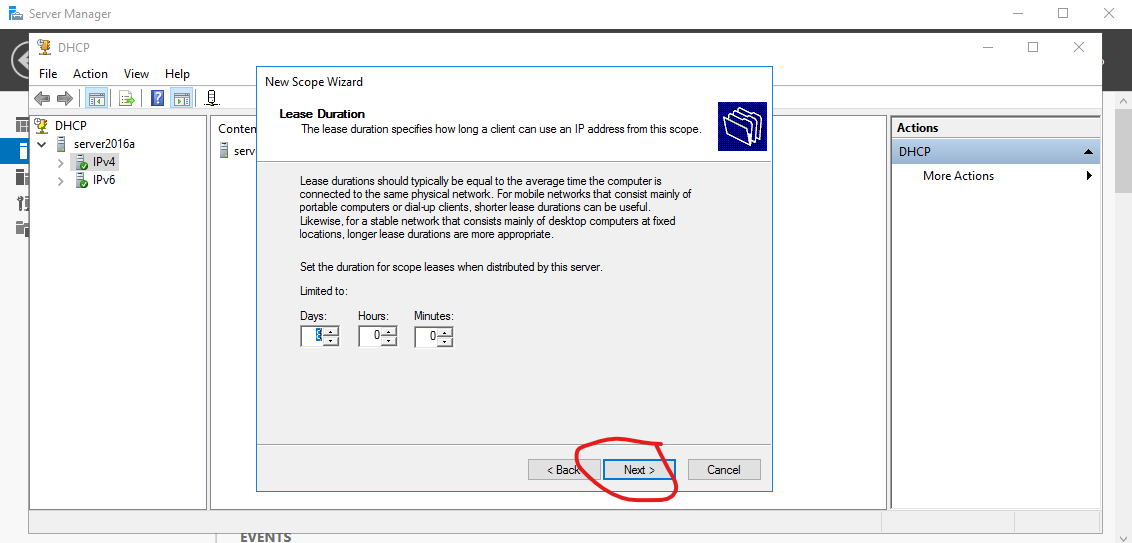 Server Manager
DHCP
File Action View Help
DHCP
server2016a
IPv4
IPv6
New Scope Wizard
Lease Duration
The lease duration specifies how long a client can use an IP address from this scope.
Lease durations should typically be equal to the average time the computer is
connected to the same physical network. For mobile networks that consist mainly of
portable computers or dial-up clients, shorter lease durations can be useful.
Likewise, for a stable network that consists mainly of desktop computers at fixed
locations, longer lease durations are more appropriate.
Set the duration for scope leases when distributed by this server.
Limited to:
Days: Hours: Minutes:
0 0
< Back Next > Cancel
Actions
DHCP
More Actions
EVENTS